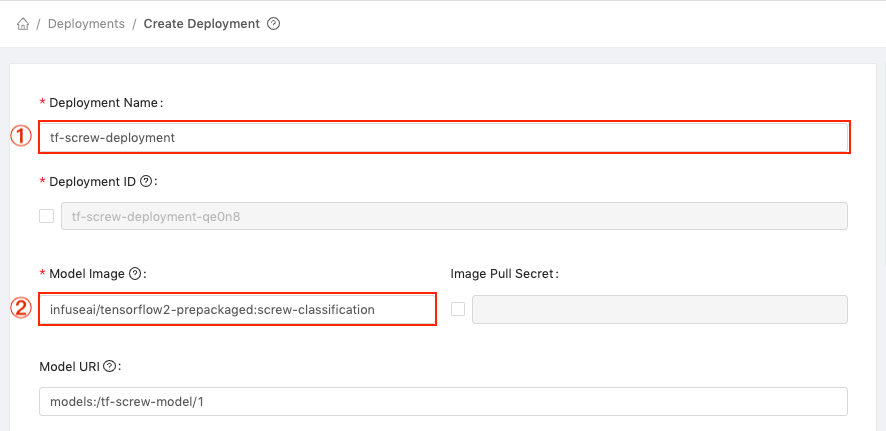 / Deployments / Create Deployment ?
* Deployment Name:
① tf-screw-deployment
* Deployment ID ?:
tf-screw-deployment-qe0n8
* Model Image ?: Image Pull Secret:
② infuseai/tensorflow2-prepackaged:screw-classification
Model URI ?:
models:/tf-screw-model/1